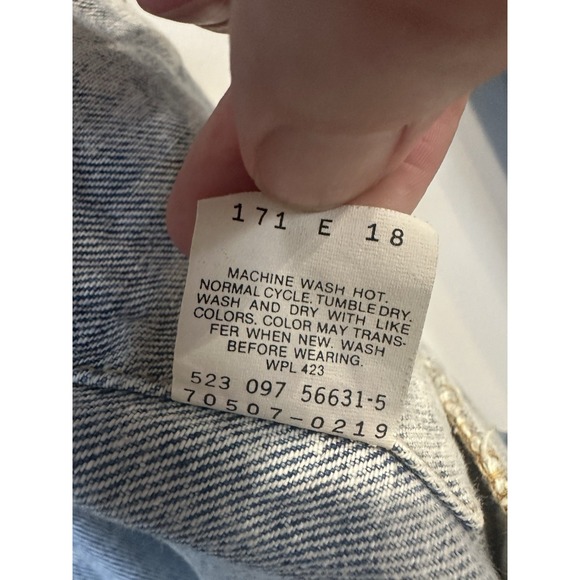 171 E 18
MACHINE WASH HOT.
NORMAL CYCLE. TUMBLE DRY.
WASH AND DRY WITH LIKE
COLORS. COLOR MAY TRANS-
FER WHEN NEW. WASH
BEFORE WEARING.
WPL 423
523 097 56631-5
70507-0219